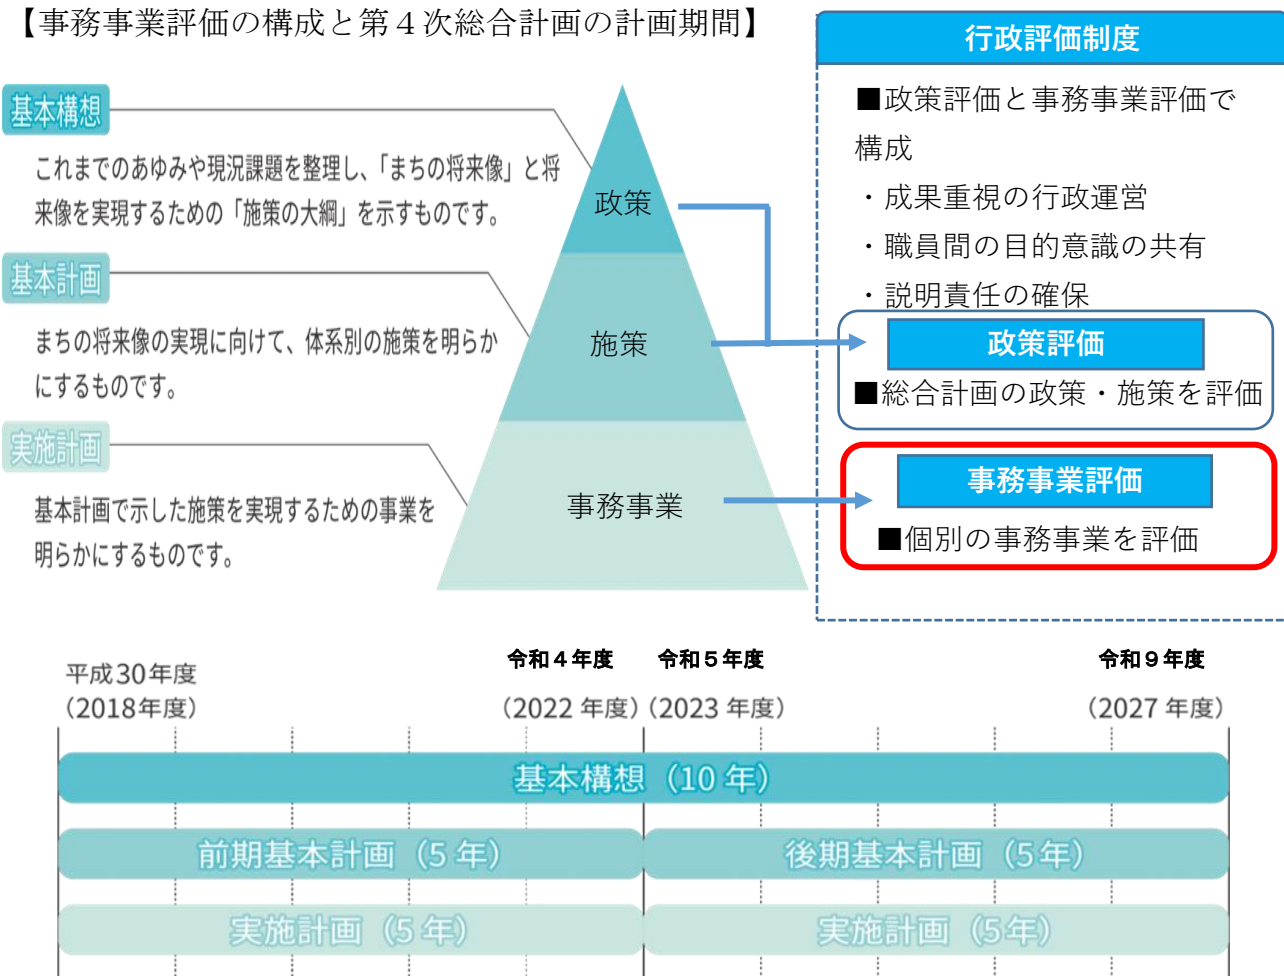 【事務事業評価の構成と第４次総合計画の計画期間】
基本構想
これまでのあゆみや現況課題を整理し、「まちの将来像」と将
来像を実現するための「施策の大綱」を示すものです。
基本計画
まちの将来像の実現に向けて、体系別の施策を明らか
にするものです。
実施計画
基本計画で示した施策を実現するための事業を
明らかにするものです。
政策
施策
事務事業
行政評価制度
■政策評価と事務事業評価で
構成
・成果重視の行政運営
・職員間の目的意識の共有
・説明責任の確保
政策評価
■総合計画の政策・施策を評価
事務事業評価
■個別の事務事業を評価
平成30年度
（2018年度）
令和４年度
（2022 年度）
令和５年度
（2023 年度）
令和９年度
（2027 年度）
基本構想（10 年）
前期基本計画（5 年）
後期基本計画（5年）
実施計画（5 年）
実施計画（5年）